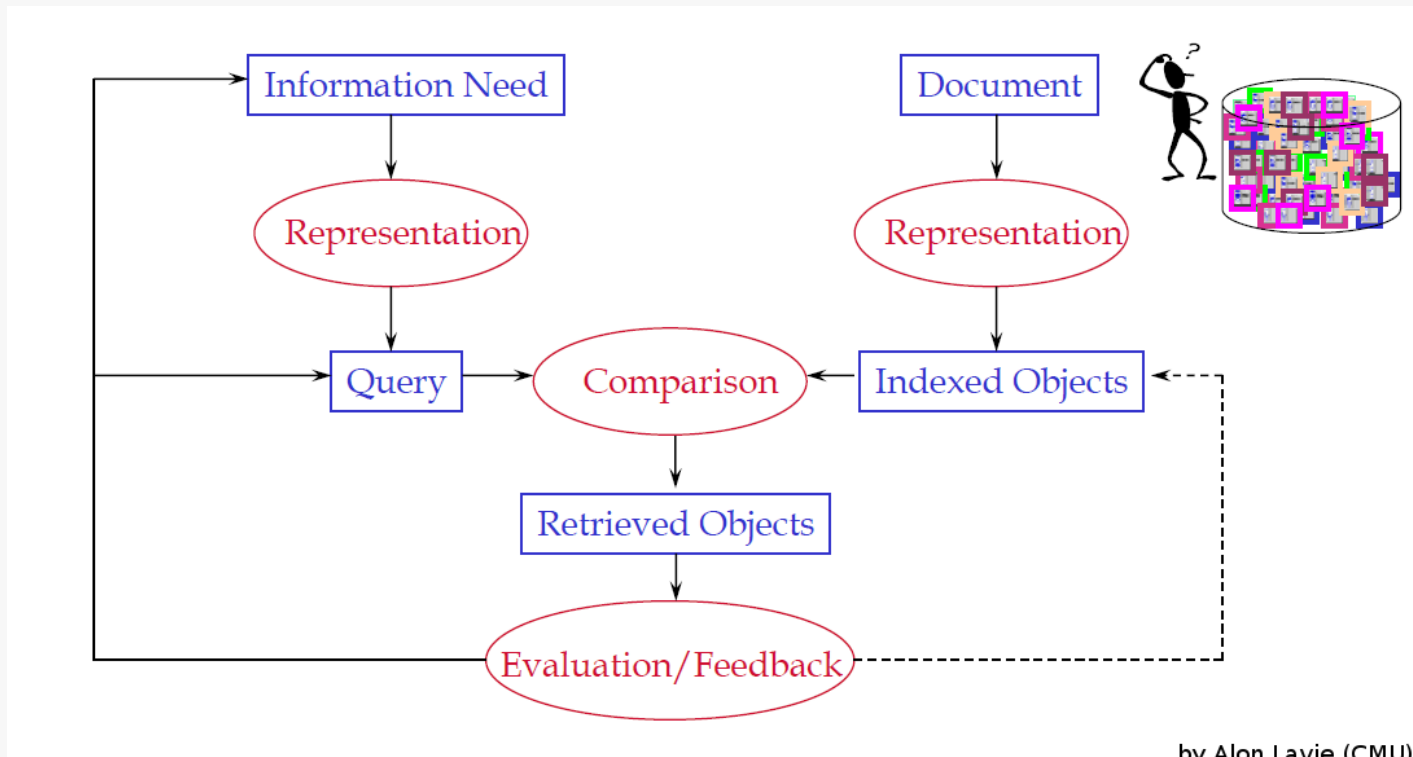 ?
Information Need
Document
Representation
Representation
Query
Comparison
Indexed Objects
Retrieved Objects
Evaluation/Feedback
by Alon Lavie (CMU)